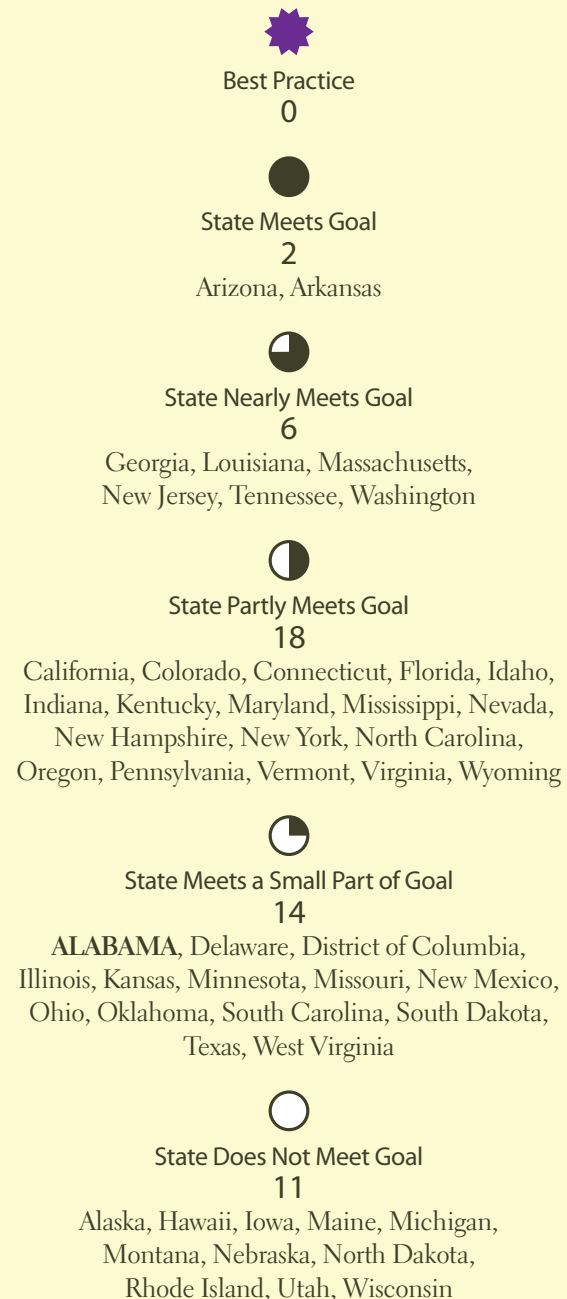 Best Practice
0
State Meets Goal
2
Arizona, Arkansas
State Nearly Meets Goal
6
Georgia, Louisiana, Massachusetts,
New Jersey, Tennessee, Washington
State Partly Meets Goal
18
California, Colorado, Connecticut, Florida, Idaho,
Indiana, Kentucky, Maryland, Mississippi, Nevada,
New Hampshire, New York, North Carolina,
Oregon, Pennsylvania, Vermont, Virginia, Wyoming
State Meets a Small Part of Goal
14
ALABAMA, Delaware, District of Columbia,
Illinois, Kansas, Minnesota, Missouri, New Mexico,
Ohio, Oklahoma, South Carolina, South Dakota,
Texas, West Virginia
State Does Not Meet Goal
11
Alaska, Hawaii, Iowa, Maine, Michigan,
Montana, Nebraska, North Dakota,
Rhode Island, Utah, Wisconsin